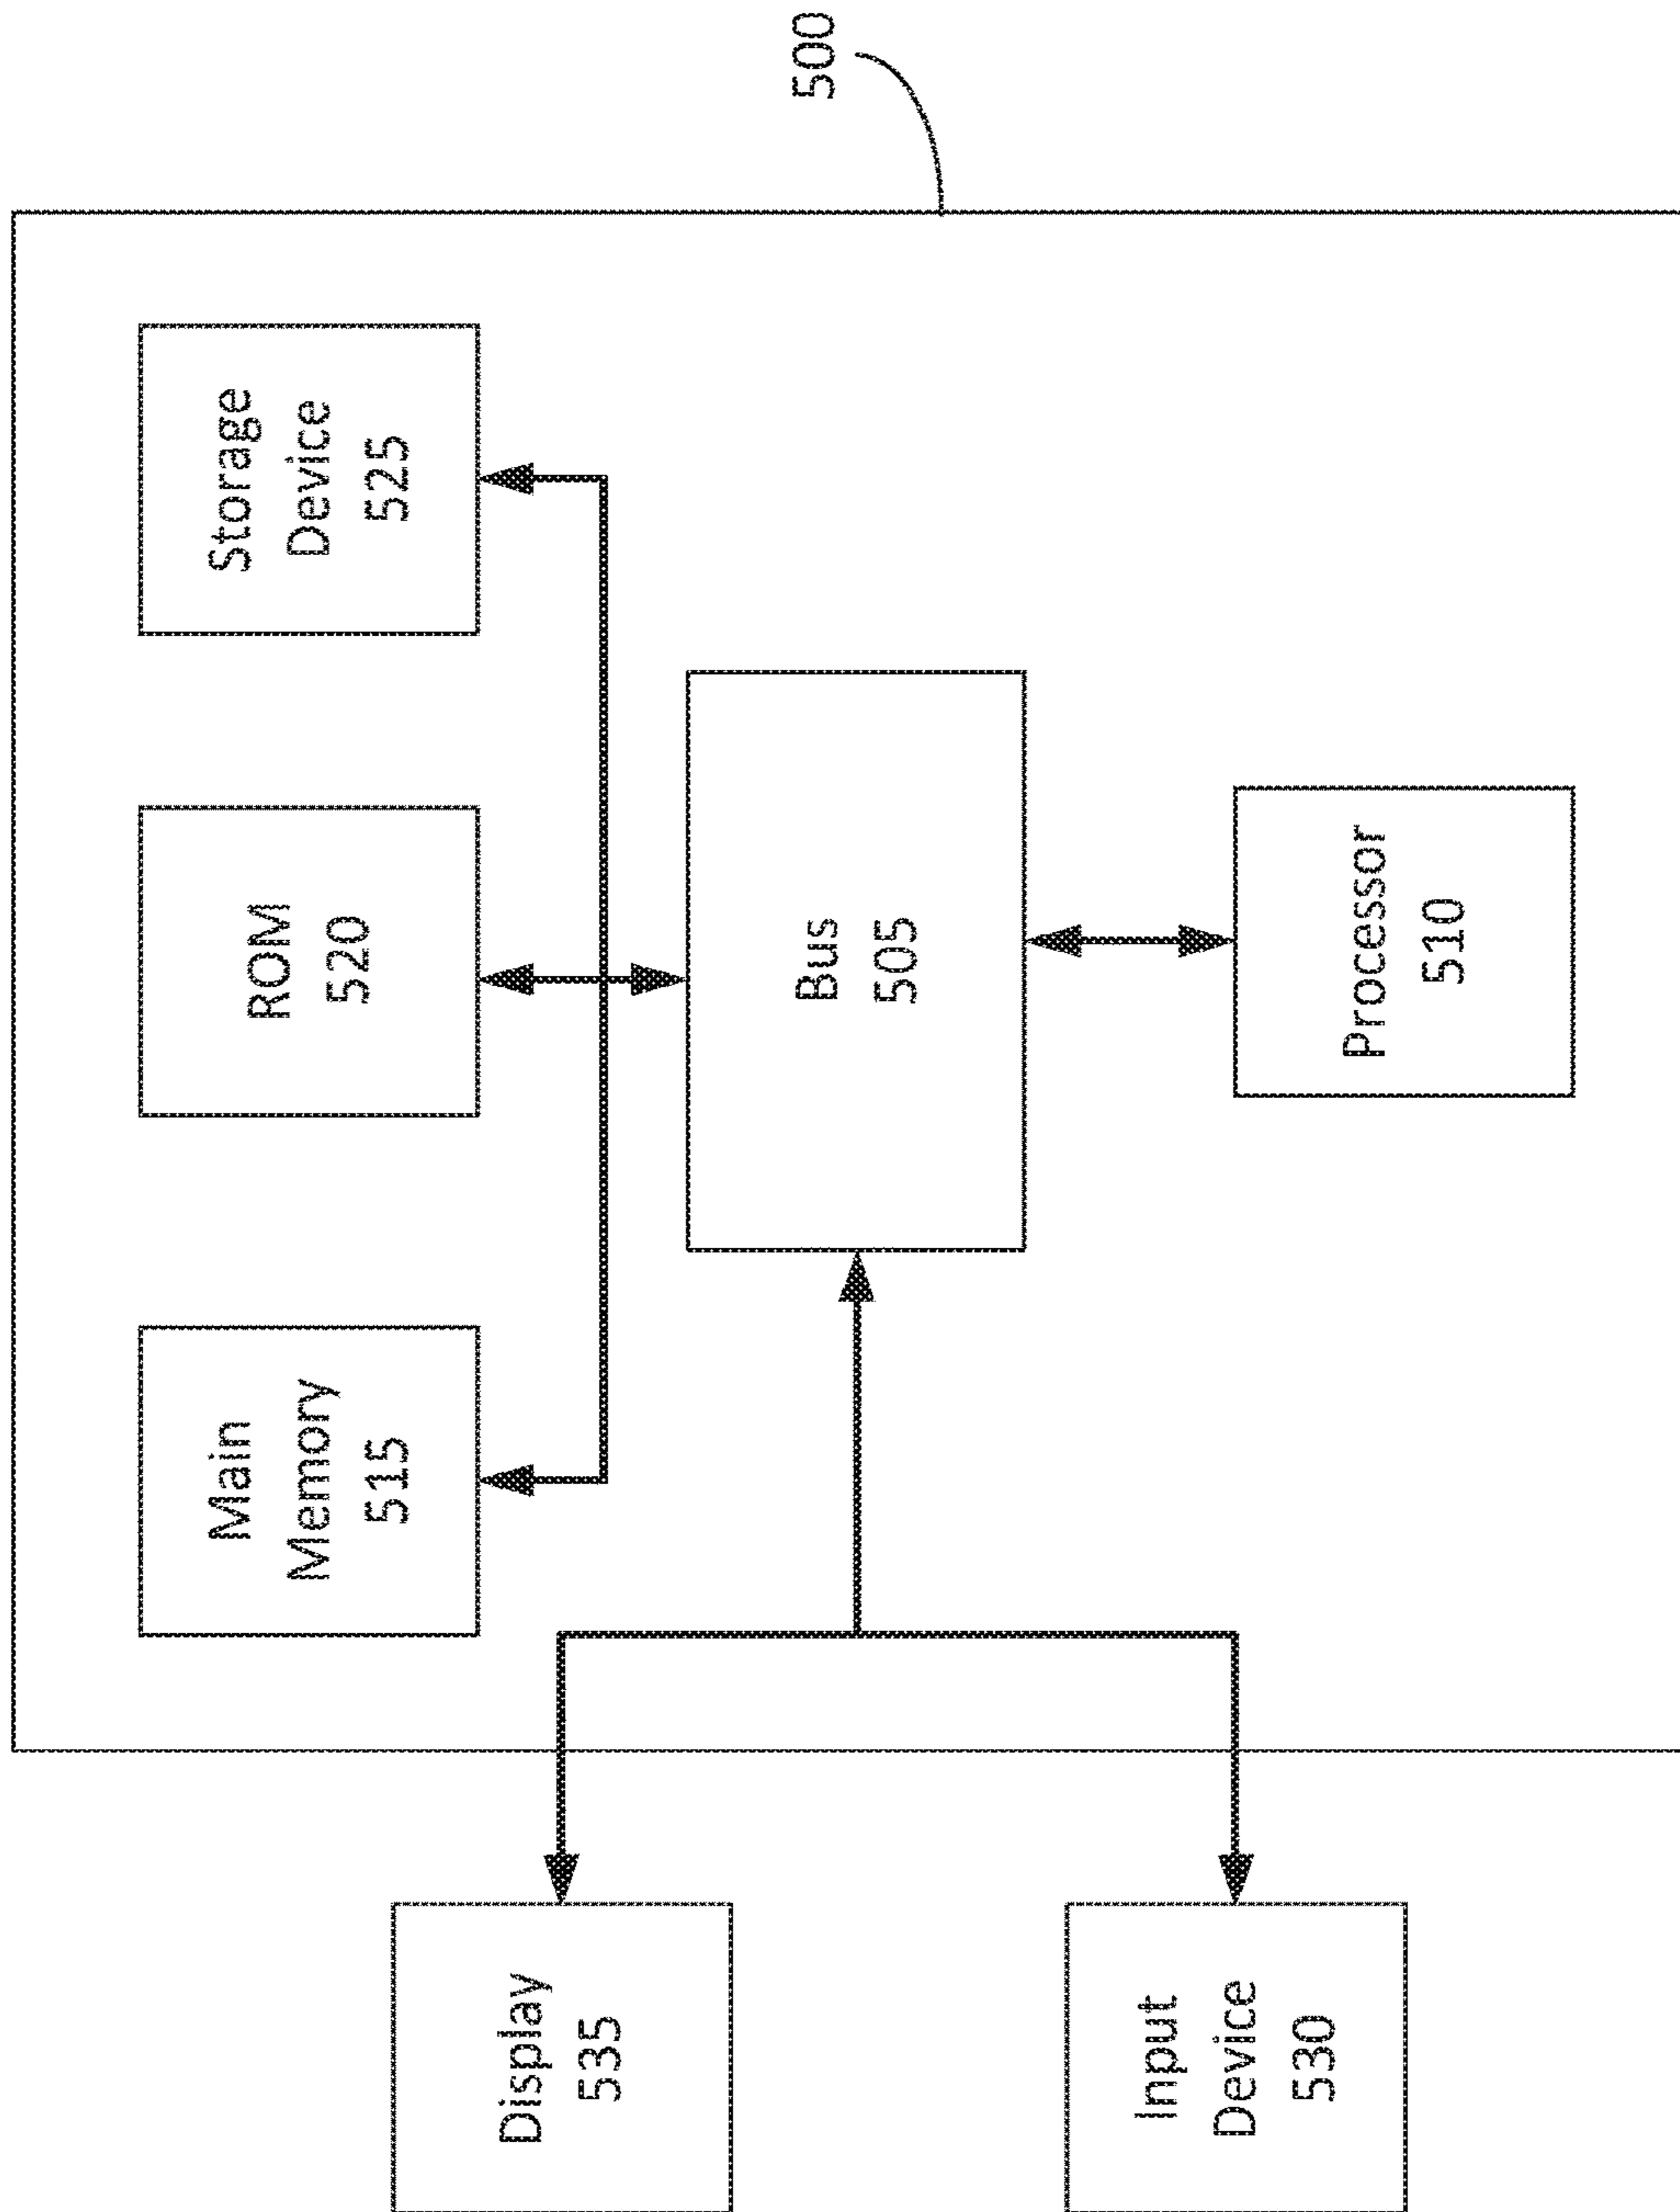 500
Storage
Device
525
ROM
520
Main
Memory
515
Bus
505
Processor
510
Display
535
Input
Device
530